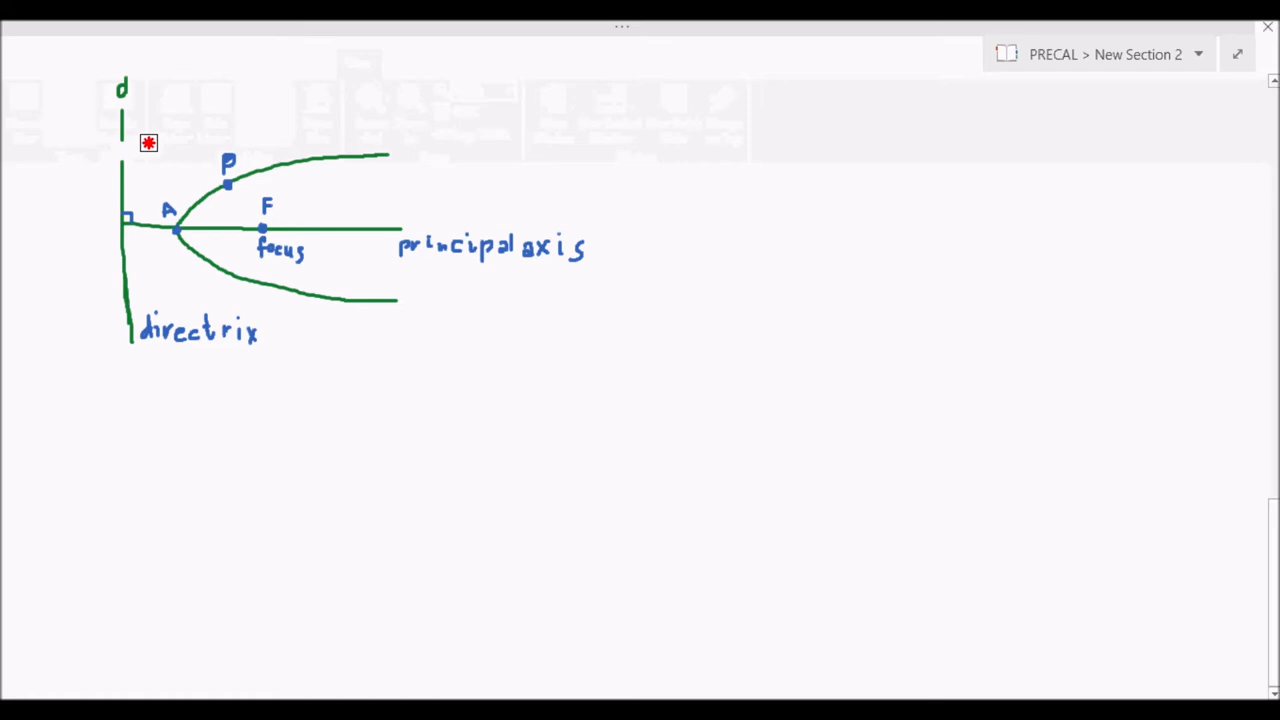 PRECAL > New Section 2
d
P
A
F
focus
principal axis
directrix